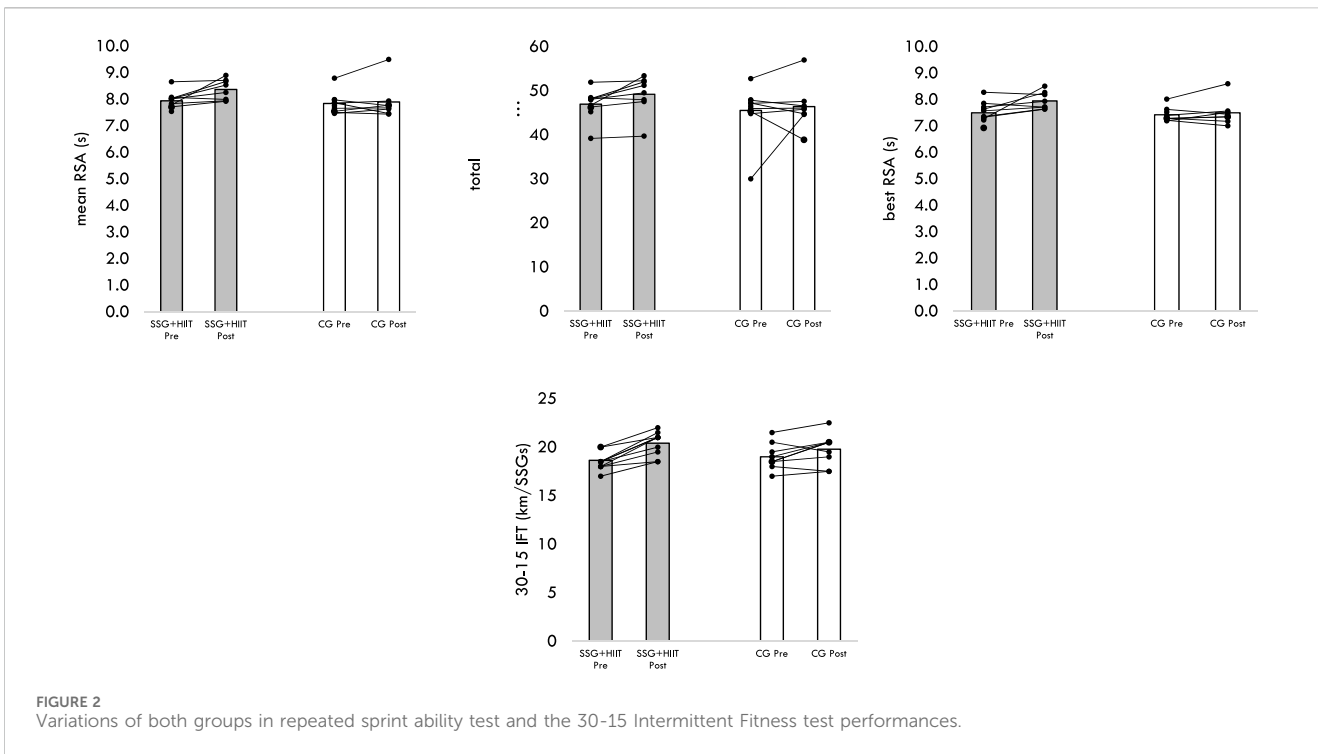 mean RSA (s)
10.0
9.0
8.0
7.0
6.0
5.0
4.0
3.0
2.0
1.0
0.0
SSG+HIIT
Pre
SSG+HIIT
Post
CG Pre
CG Post
total
...
60
50
40
30
20
10
0
SSG+HIIT
Pre
SSG+HIIT
Post
CG Pre
CG Post
best RSA (s)
10.0
9.0
8.0
7.0
6.0
5.0
4.0
3.0
2.0
1.0
0.0
SSG+HIIT Pre
SSG+HIIT
Post
CG Pre
CG Post
30-15 IFT (km/SSGs)
25
20
15
10
5
0
SSG+HIIT
Pre
SSG+HIIT
Post
CG Pre
CG Post
FIGURE 2
Variations of both groups in repeated sprint ability test and the 30-15 Intermittent Fitness test performances.